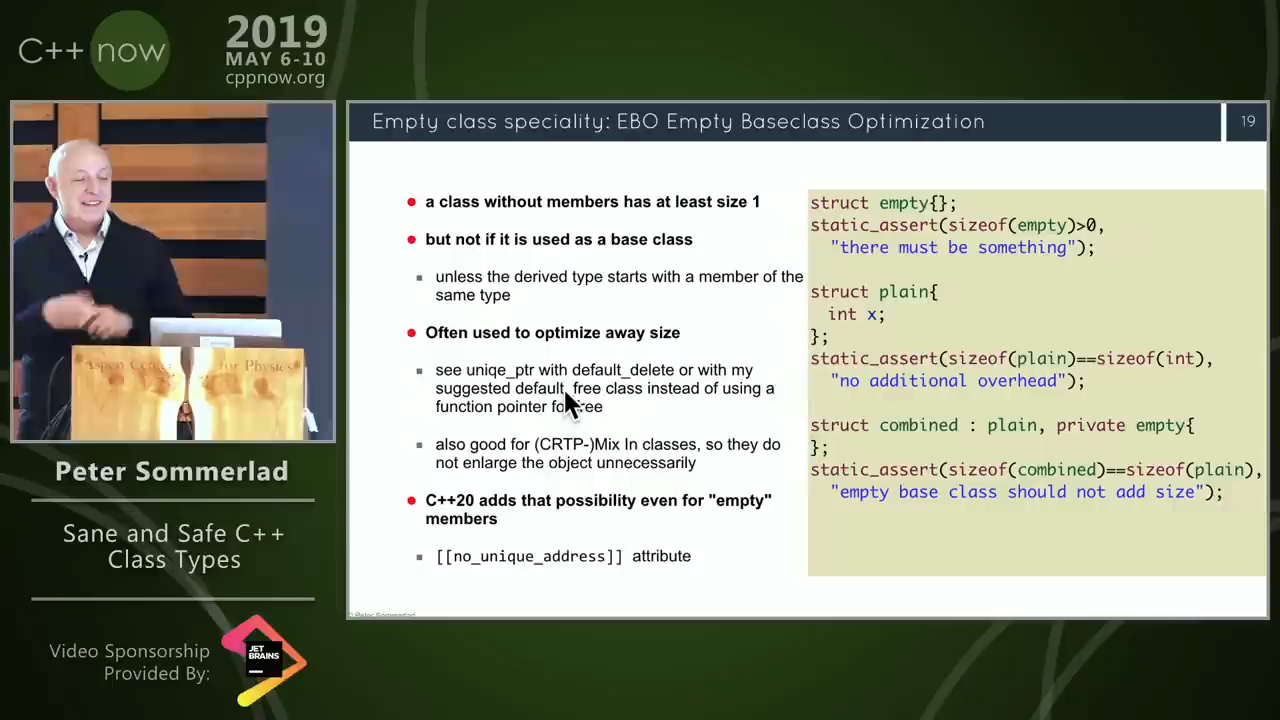 C++ now
2019
MAY 6-10
cppnow.org
Empty class speciality: EBO Empty Baseclass Optimization
19
a class without members has at least size 1
but not if it is used as a base class
unless the derived type starts with a member of the
same type
Often used to optimize away size
see uniqe_ptr with default_delete or with my
suggested default_free class instead of using a
function pointer
also good for (CRTP-)Mix In classes, so they do
not enlarge the object unnecessarily
C++20 adds that possibility even for "empty"
members
[[no_unique_address]] attribute
struct empty{};
static_assert(sizeof(empty)>0,
"there must be something");
struct plain{
int x;
};
static_assert(sizeof(plain)==sizeof(int),
"no additional overhead");
struct combined : plain, private empty{
};
static_assert(sizeof(combined)==sizeof(plain),
"empty base class should not add size");
© Peter Sommerlad
Aspen Center for Physics
Peter Sommerlad
Sane and Safe C++
Class Types
Video Sponsorship
Provided By:
JET
BRAINS